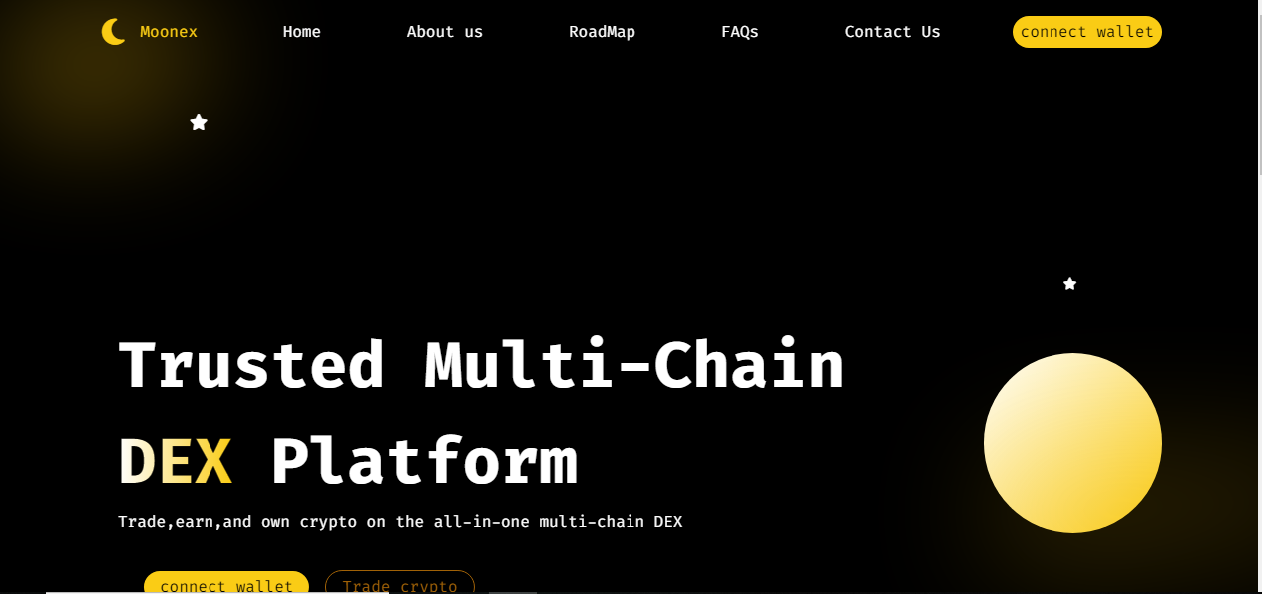 Moonex Home About us RoadMap FAQs Contact Us connect wallet
Trusted Multi-Chain
DEX Platform
Trade,earn,and own crypto on the all-in-one multi-chain DEX
connect wallet Trade crypto